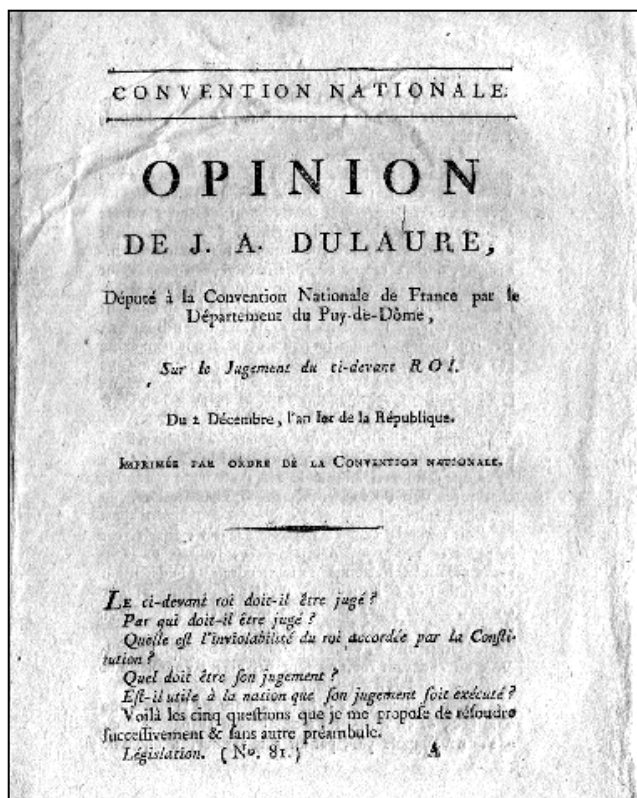 CONVENTION NATIONALE.
OPINION
DE J. A. DULAURE,
Député à la Convention Nationale de France par le
Département du Puy-de-Dôme,
Sur le Jugement du ci-devant ROI.
Du 2 Décembre, l'an Ier de la République.
IMPRIMÉE PAR ORDRE DE LA CONVENTION NATIONALE.
LE ci-devant roi doit-il être jugé ?
Par qui doit-il être jugé ?
Quelle eſt l'inviolabilité du roi accordée par la Conſti-
tution ?
Quel doit être ſon jugement ?
Eſt-il utile à la nation que ſon jugement ſoit exécuté ?
Voilà les cinq queſtions que je me propoſe de réſoudre
ſucceſſivement & ſans autre préambule.
Légiſlation. ( No. 81. ) A